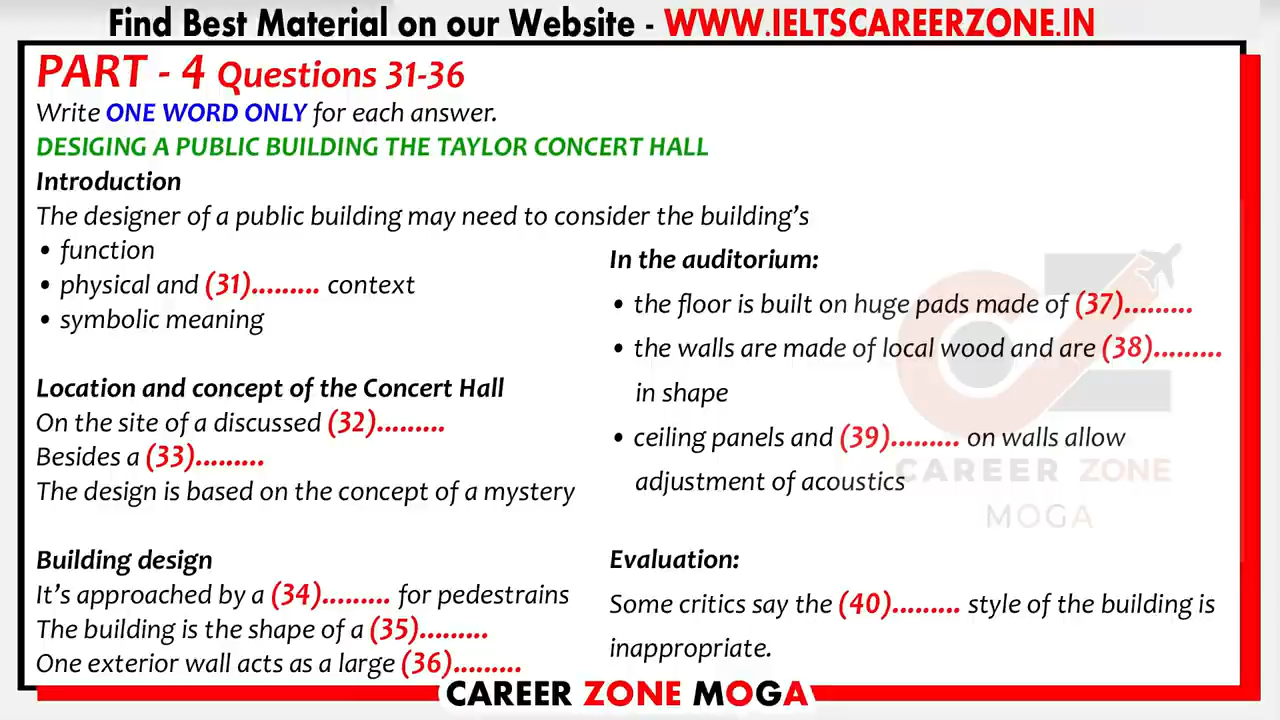 Find Best Material on our Website - WWW.IELTSCAREERZONE.IN
PART - 4 Questions 31-36
Write ONE WORD ONLY for each answer.
DESIGING A PUBLIC BUILDING THE TAYLOR CONCERT HALL
Introduction
The designer of a public building may need to consider the building's
• function
• physical and (31)......... context
• symbolic meaning
Location and concept of the Concert Hall
On the site of a discussed (32).........
Besides a (33).........
The design is based on the concept of a mystery
Building design
It's approached by a (34)......... for pedestrians
The building is the shape of a (35).........
One exterior wall acts as a large (36).........
In the auditorium:
• the floor is built on huge pads made of (37).........
• the walls are made of local wood and are (38).........
in shape
• ceiling panels and (39)......... on walls allow
adjustment of acoustics
Evaluation:
Some critics say the (40)......... style of the building is
inappropriate.
CAREER ZONE
MOGA
CAREER ZONE MOGA